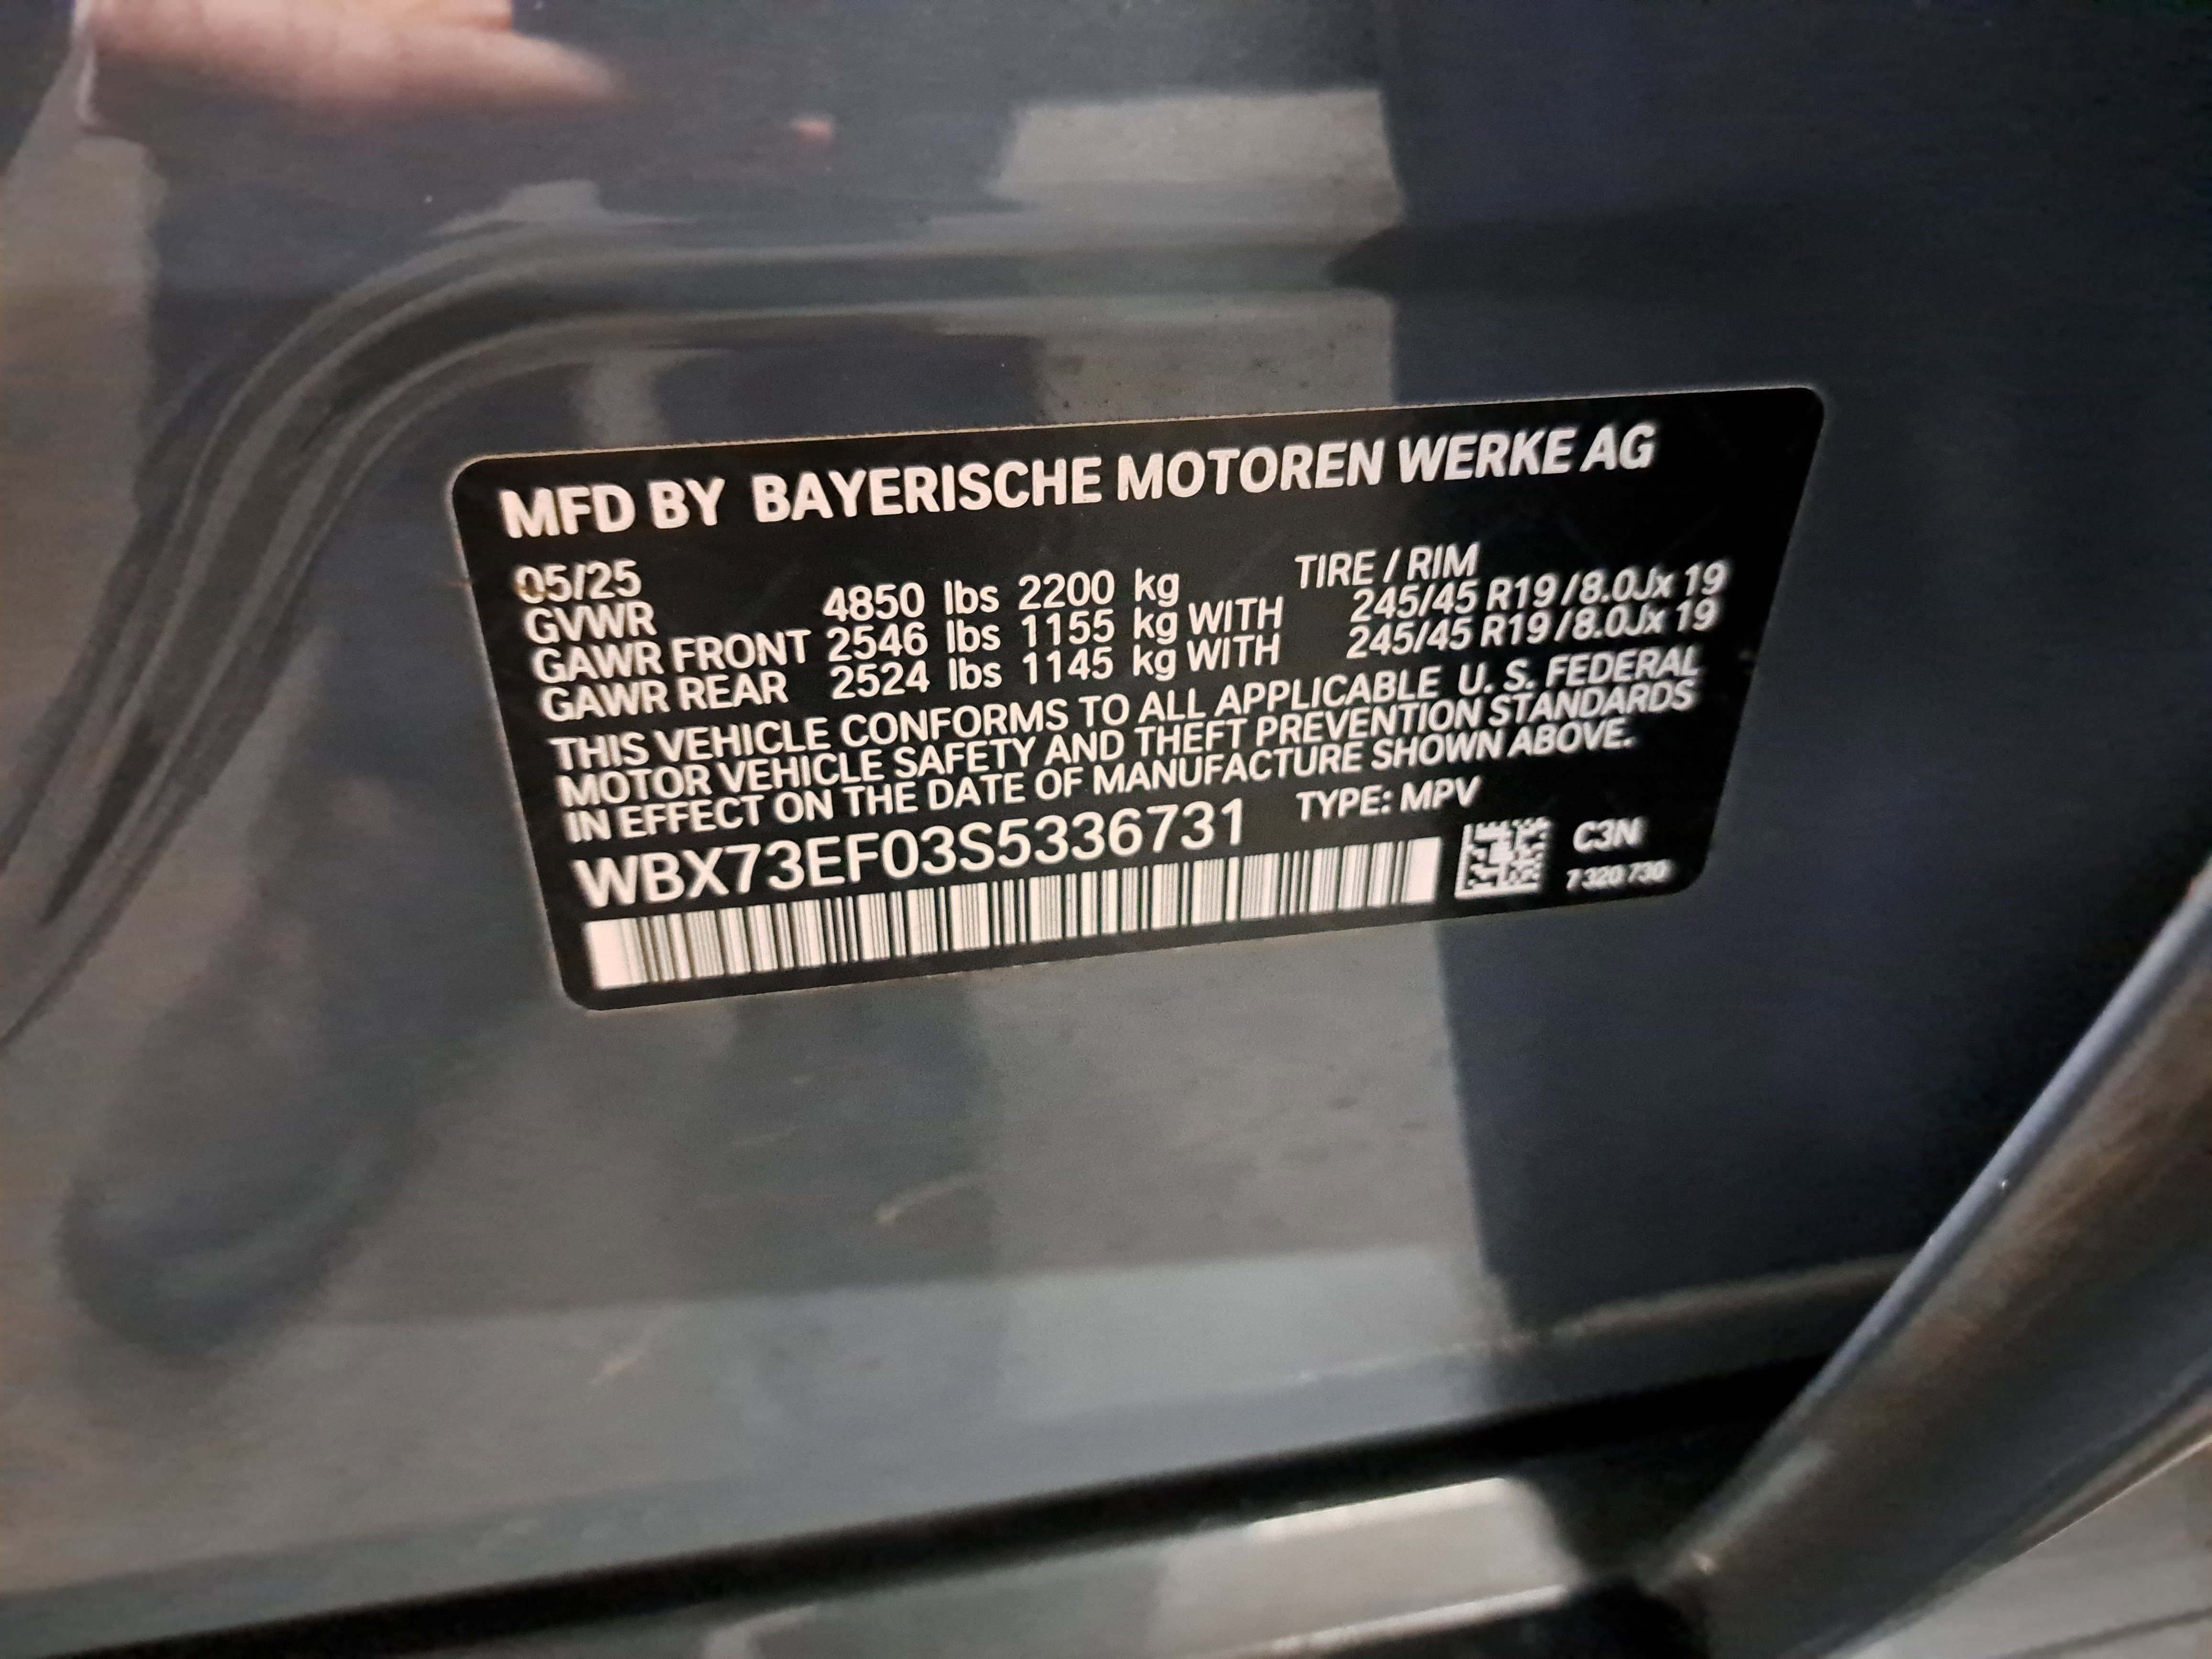 MFD BY BAYERISCHE MOTOREN WERKE AG
05/25 TIRE / RIM
GVWR 4850 lbs 2200 kg
GAWR FRONT 2546 lbs 1155 kg WITH 245/45 R19 /8.0Jx 19
GAWR REAR 2524 lbs 1145 kg WITH 245/45 R19 /8.0Jx 19
THIS VEHICLE CONFORMS TO ALL APPLICABLE U. S. FEDERAL
MOTOR VEHICLE SAFETY AND THEFT PREVENTION STANDARDS
IN EFFECT ON THE DATE OF MANUFACTURE SHOWN ABOVE.
WBX73EF03S5336731 TYPE: MPV
C3N
7 320 730